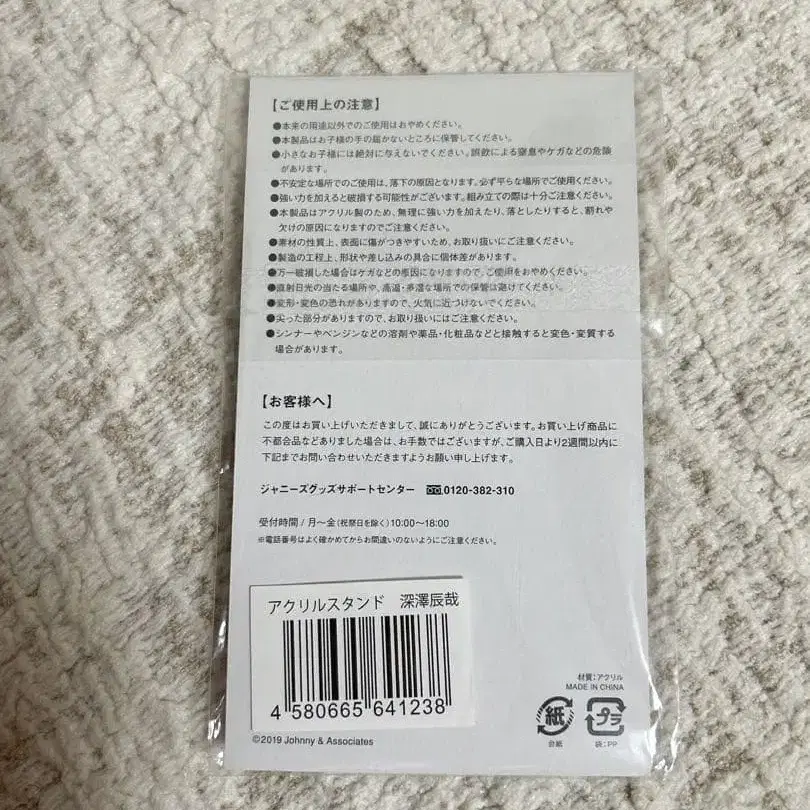 【ご使用上の注意】
●本来の用途以外でのご使用はおやめください。
●本製品はお子様の手の届かないところに保管してください。
●小さなお子様には絶対に与えないでください。誤飲による窒息やケガなどの危険
があります。
●不安定な場所でのご使用は、落下の原因となります。必ず平らな場所でご使用ください。
●強い力を加えると破損する可能性がございます。組み立ての際は十分ご注意ください。
●本製品はアクリル製のため、無理に強い力を加えたり、落としたりすると、割れや
欠けの原因になりますのでご注意ください。
●素材の性質上、表面に傷がつきやすいため、お取り扱いにご注意ください。
●製造の工程上、形状や差し込みの具合に個体差があります。
●万一破損した場合はケガなどの原因になりますので、ご使用をおやめください。
●直射日光の当たる場所や、高温・多湿な場所での保管は避けてください。
●変形・変色の恐れがありますので、火気に近づけないでください。
●尖った部分がありますので、お取り扱いにはご注意ください。
●シンナーやベンジンなどの溶剤や薬品・化粧品などと接触すると変色・変質する
場合があります。
【お客様へ】
この度はお買い上げいただきまして、誠にありがとうございます。お買い上げ商品に
不都合品などありました場合は、お手数ではございますが、ご購入日より2週間以内に
下記までお問い合わせいただきますようお願い申し上げます。
ジャニーズグッズサポートセンター 0120-382-310
受付時間 / 月〜金(祝祭日を除く)10:00〜18:00
※電話番号はよく確かめてからお間違いのないようにご注意ください。
アクリルスタンド 深澤辰哉
4 580665 641238
材質:アクリル
MADE IN CHINA
紙
プラ
台紙
袋:PP
©2019 Johnny & Associates